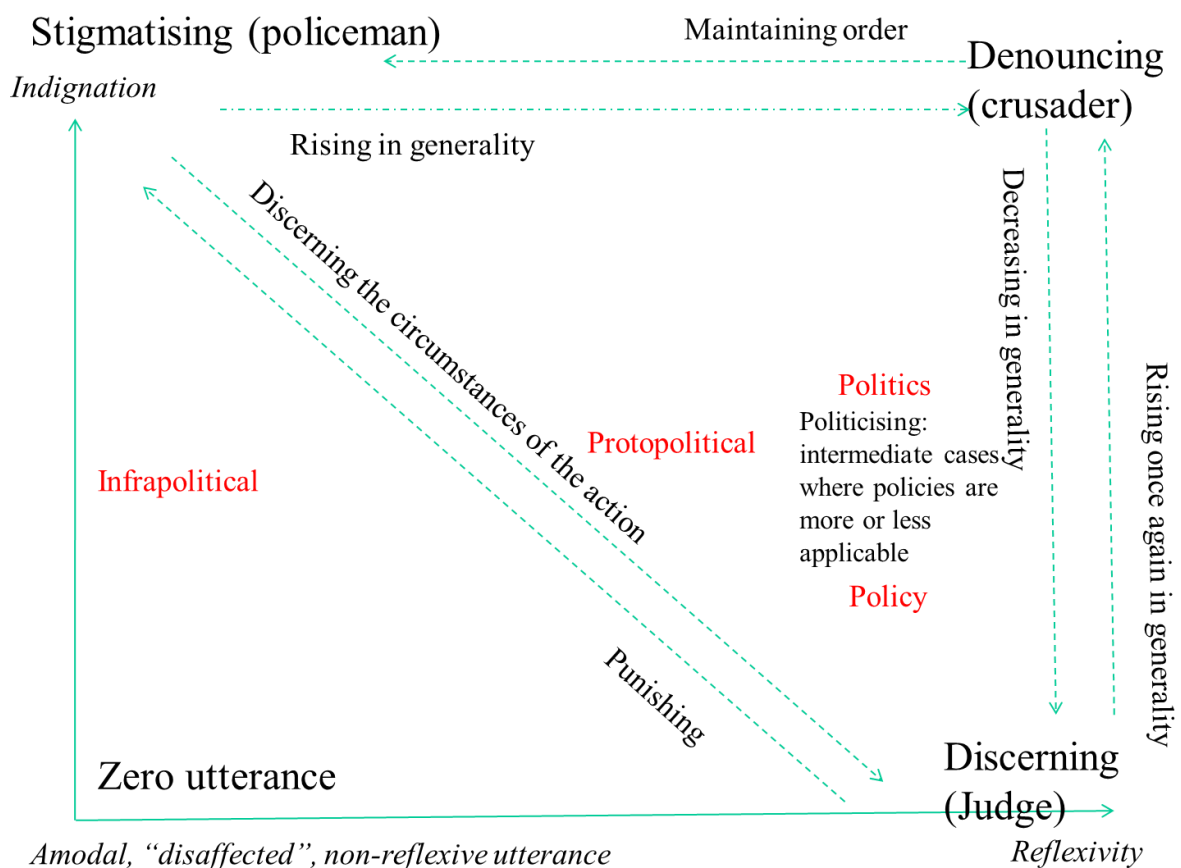 Stigmatising (policeman)
Maintaining order
Denouncing
(crusader)
Indignation
Rising in generality
Discerning the circumstances of the action
Decreasing in generality
Rising once again in generality
Politics
Politicising:
intermediate cases
where policies are
more or less
applicable
Protopolitical
Infrapolitical
Policy
Punishing
Zero utterance
Discerning
(Judge)
Amodal, “disaffected”, non-reflexive utterance
Reflexivity